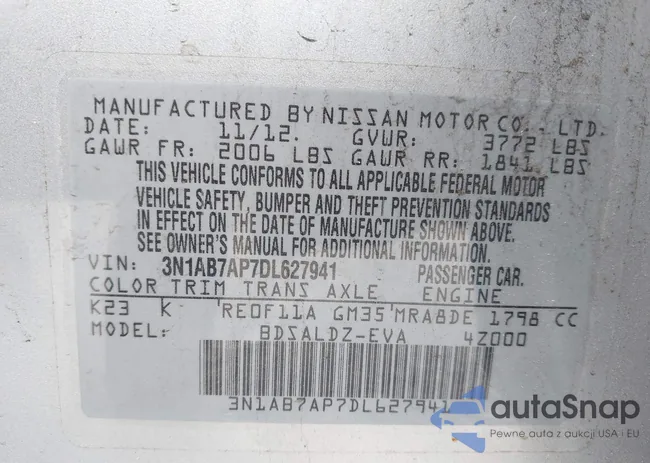 MANUFACTURED BY NISSAN MOTOR CO., LTD.
DATE: 11/12. GVWR: 3772 LBS
GAWR FR: 2006 LBS GAWR RR: 1841 LBS
THIS VEHICLE CONFORMS TO ALL APPLICABLE FEDERAL MOTOR
VEHICLE SAFETY, BUMPER AND THEFT PREVENTION STANDARDS
IN EFFECT ON THE DATE OF MANUFACTURE SHOWN ABOVE.
SEE OWNER'S MANUAL FOR ADDITIONAL INFORMATION.
VIN: 3N1AB7AP7DL627941 PASSENGER CAR.
COLOR TRIM TRANS AXLE ENGINE
K23 K RE0F11A GM35 MRA8DE 1798 CC
MODEL: BDSALDZ-EVA 4Z000
3N1AB7AP7DL627941
autaSnap
Pewne auta z aukcji USA i EU